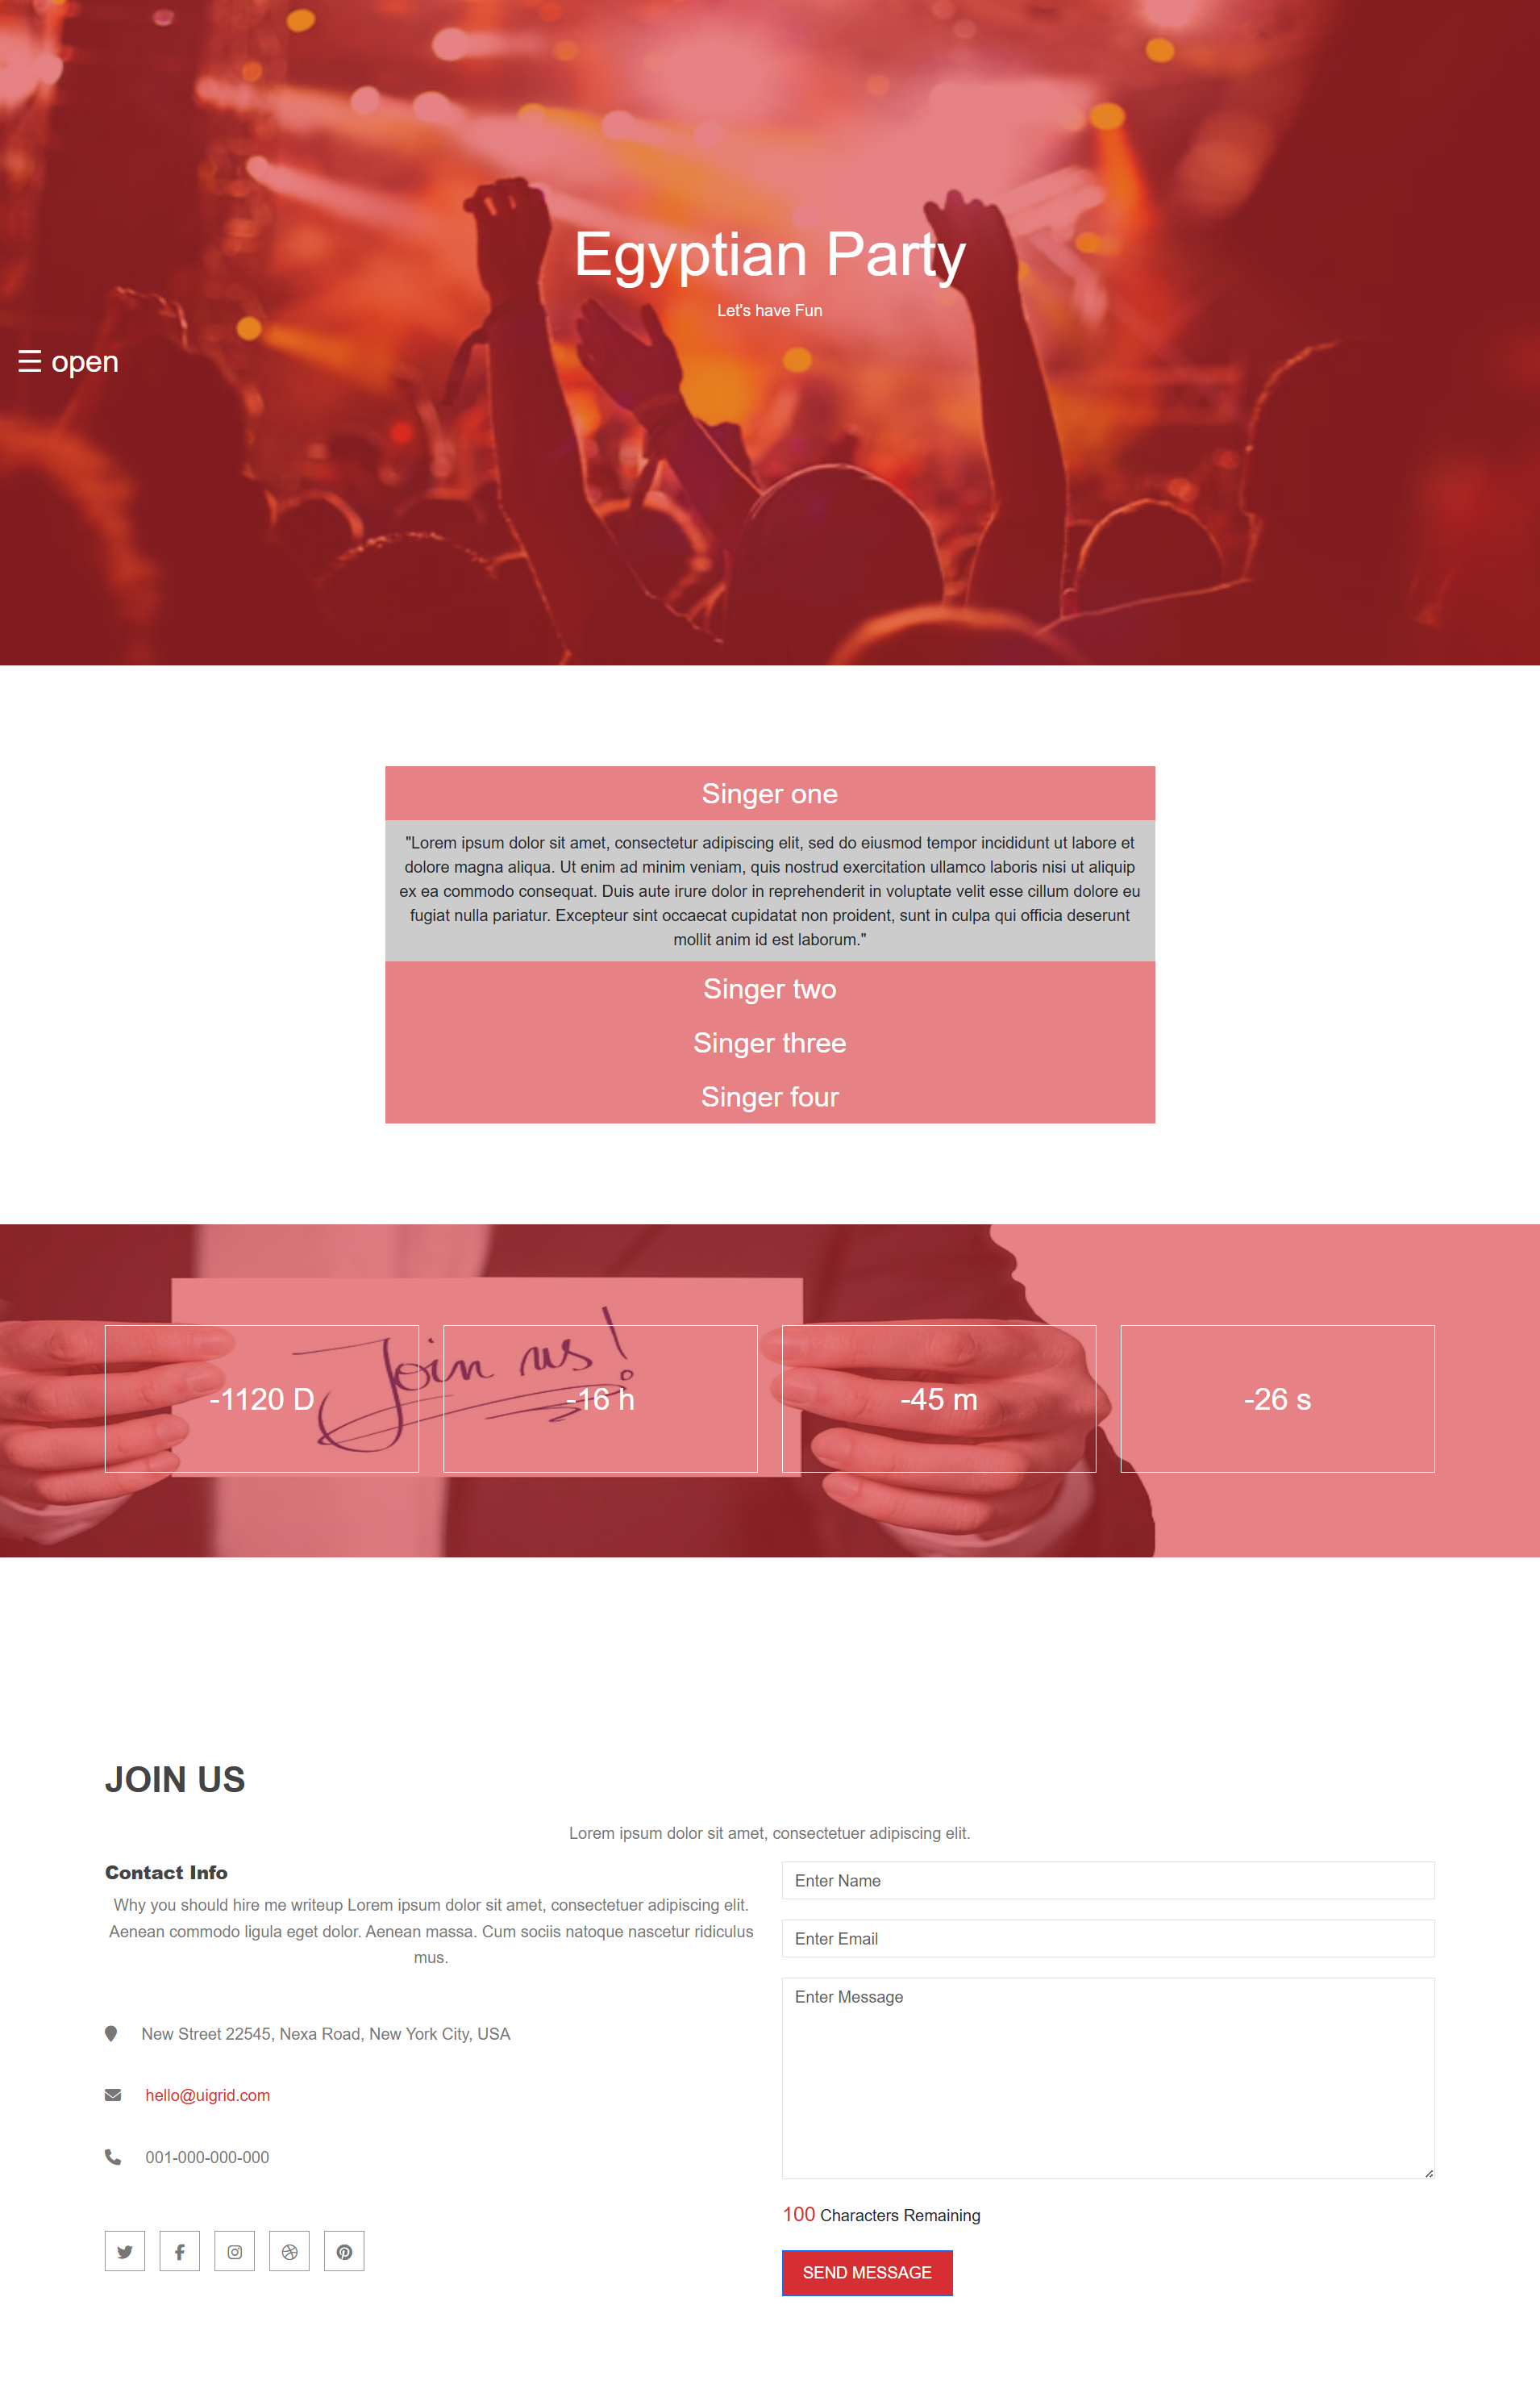 Egyptian Party
Let's have Fun
☰ open
Singer one
"Lorem ipsum dolor sit amet, consectetur adipiscing elit, sed do eiusmod tempor incididunt ut labore et
dolore magna aliqua. Ut enim ad minim veniam, quis nostrud exercitation ullamco laboris nisi ut aliquip
ex ea commodo consequat. Duis aute irure dolor in reprehenderit in voluptate velit esse cillum dolore eu
fugiat nulla pariatur. Excepteur sint occaecat cupidatat non proident, sunt in culpa qui officia deserunt
mollit anim id est laborum."
Singer two
Singer three
Singer four
Join us!
-1120 D
-16 h
-45 m
-26 s
JOIN US
Lorem ipsum dolor sit amet, consectetuer adipiscing elit.
Contact Info
Why you should hire me writeup Lorem ipsum dolor sit amet, consectetuer adipiscing elit.
Aenean commodo ligula eget dolor. Aenean massa. Cum sociis natoque nascetur ridiculus
mus.
New Street 22545, Nexa Road, New York City, USA
hello@uigrid.com
001-000-000-000
Enter Name
Enter Email
Enter Message
100 Characters Remaining
SEND MESSAGE